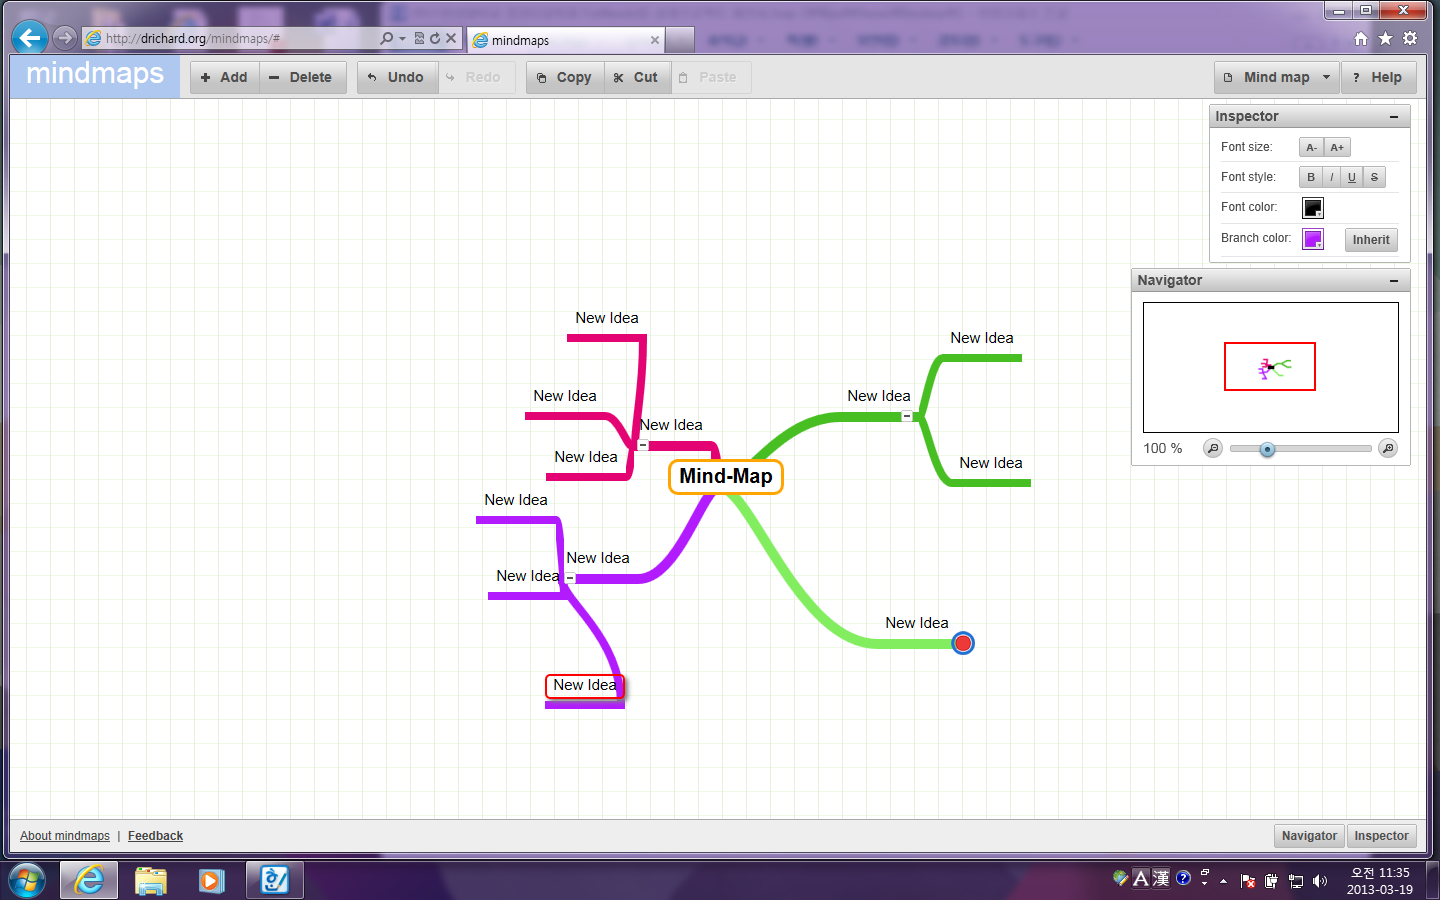 http://drichard.org/mindmaps/#
mindmaps
mindmaps
Add
Delete
Undo
Redo
Copy
Cut
Paste
Mind map
? Help
Inspector
Font size: A- A+
Font style: B I U S
Font color:
Branch color: Inherit
Navigator
100 %
New Idea
New Idea
New Idea
New Idea
New Idea
New Idea
New Idea
Mind-Map
New Idea
New Idea
New Idea
New Idea
New Idea
New Idea
About mindmaps | Feedback
Navigator
Inspector
A 漢
오전 11:35
2013-03-19